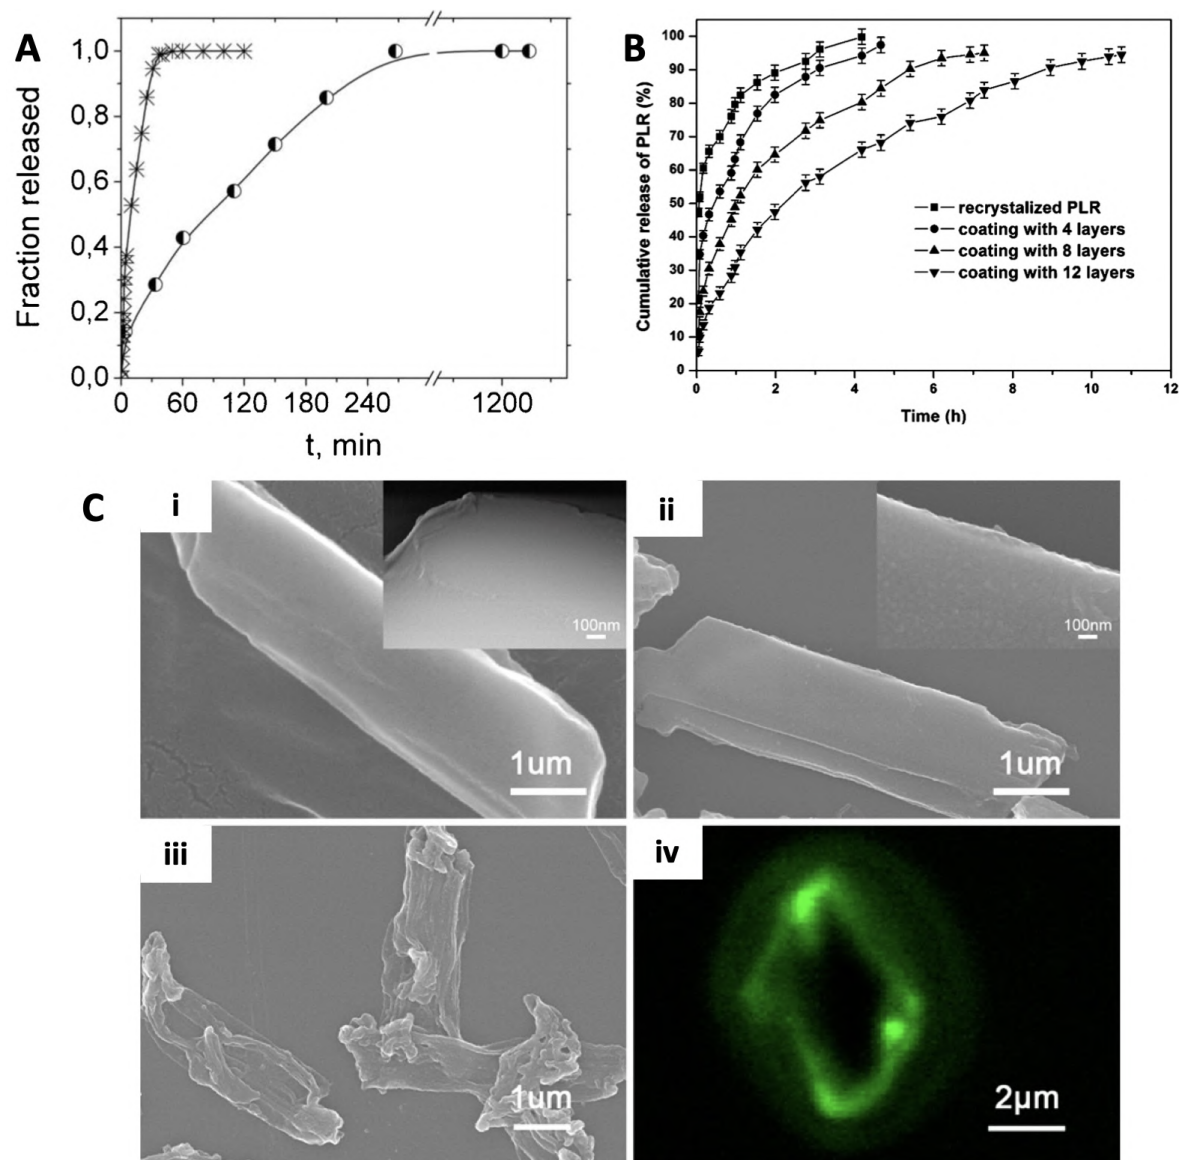 A
Fraction released
1,0
0,8
0,6
0,4
0,2
0,0
0 60 120 180 240 1200
t, min
B
Cumulative release of PLR (%)
100
90
80
70
60
50
40
30
20
10
0
recrystalized PLR
coating with 4 layers
coating with 8 layers
coating with 12 layers
0 2 4 6 8 10 12
Time (h)
C
i
100nm
1um
ii
100nm
1um
iii
1um
iv
2μm